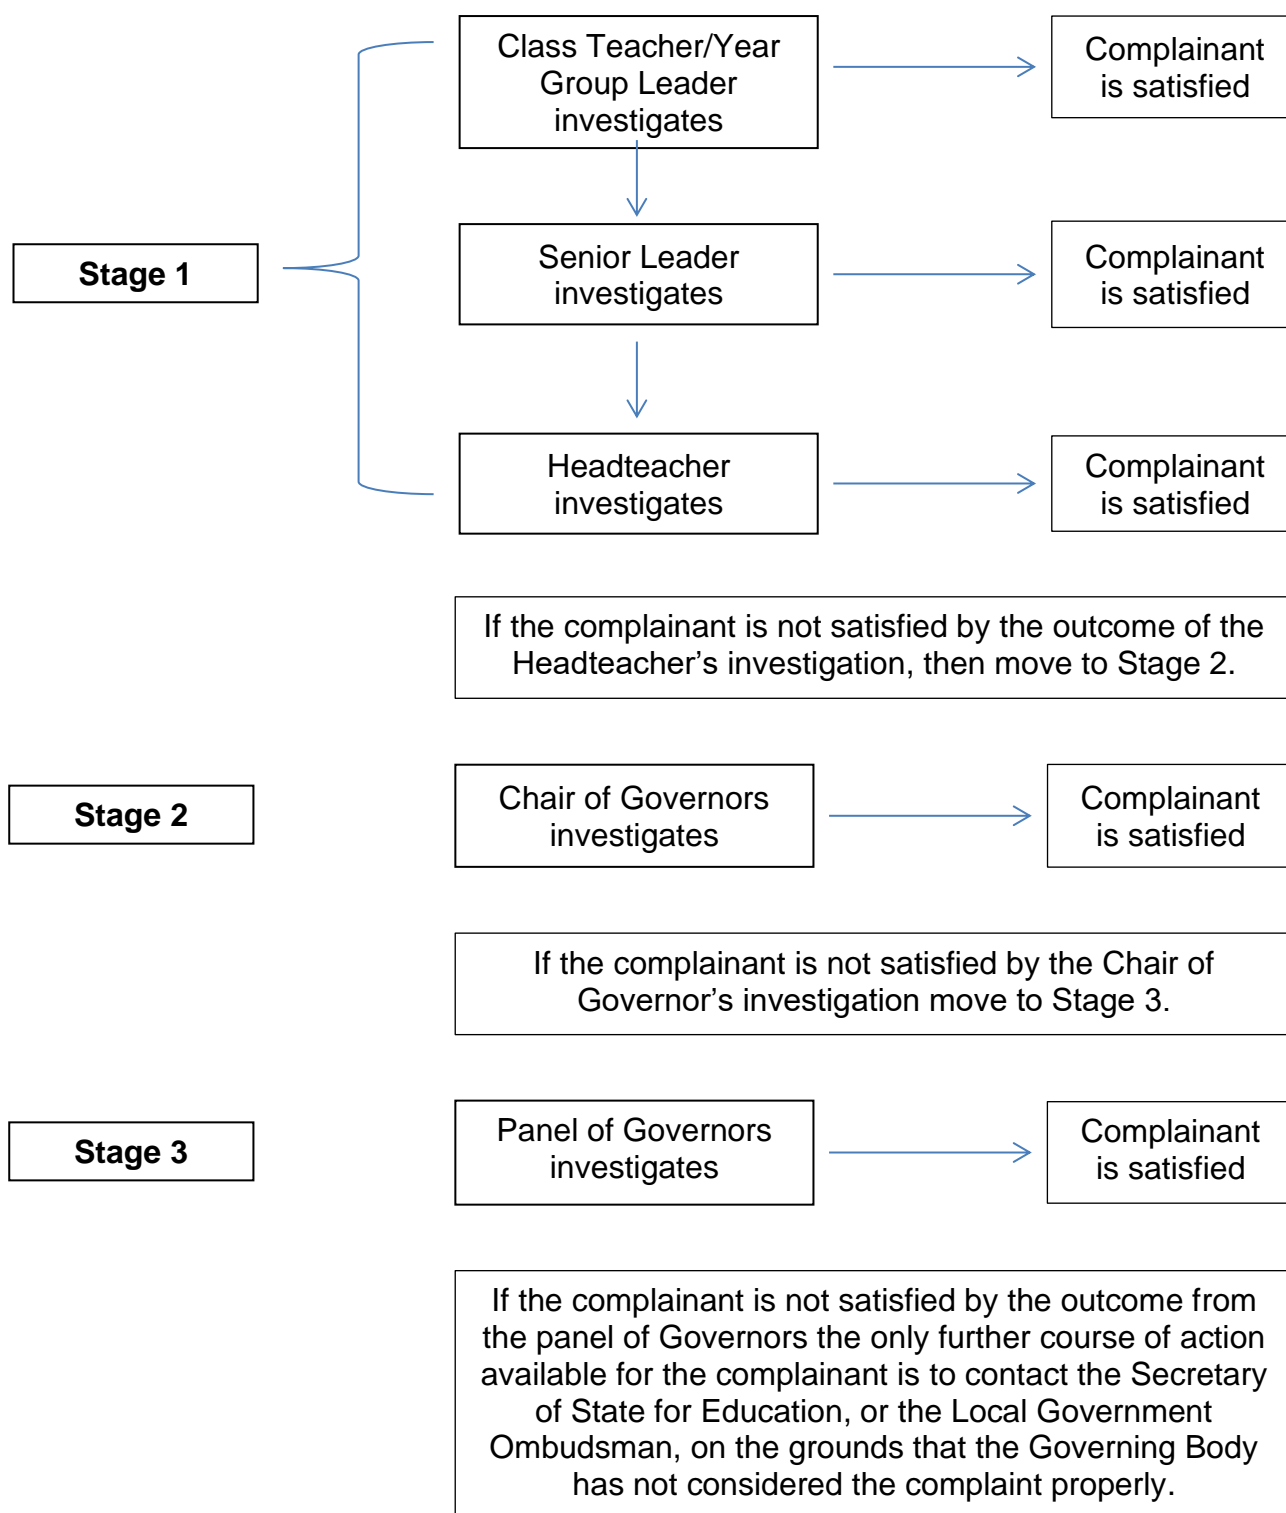 Class Teacher/Year
Group Leader
investigates
Complainant
is satisfied
Stage 1
Senior Leader
investigates
Complainant
is satisfied
Headteacher
investigates
Complainant
is satisfied
If the complainant is not satisfied by the outcome of the
Headteacher’s investigation, then move to Stage 2.
Stage 2
Chair of Governors
investigates
Complainant
is satisfied
If the complainant is not satisfied by the Chair of
Governor’s investigation move to Stage 3.
Stage 3
Panel of Governors
investigates
Complainant
is satisfied
If the complainant is not satisfied by the outcome from
the panel of Governors the only further course of action
available for the complainant is to contact the Secretary
of State for Education, or the Local Government
Ombudsman, on the grounds that the Governing Body
has not considered the complaint properly.